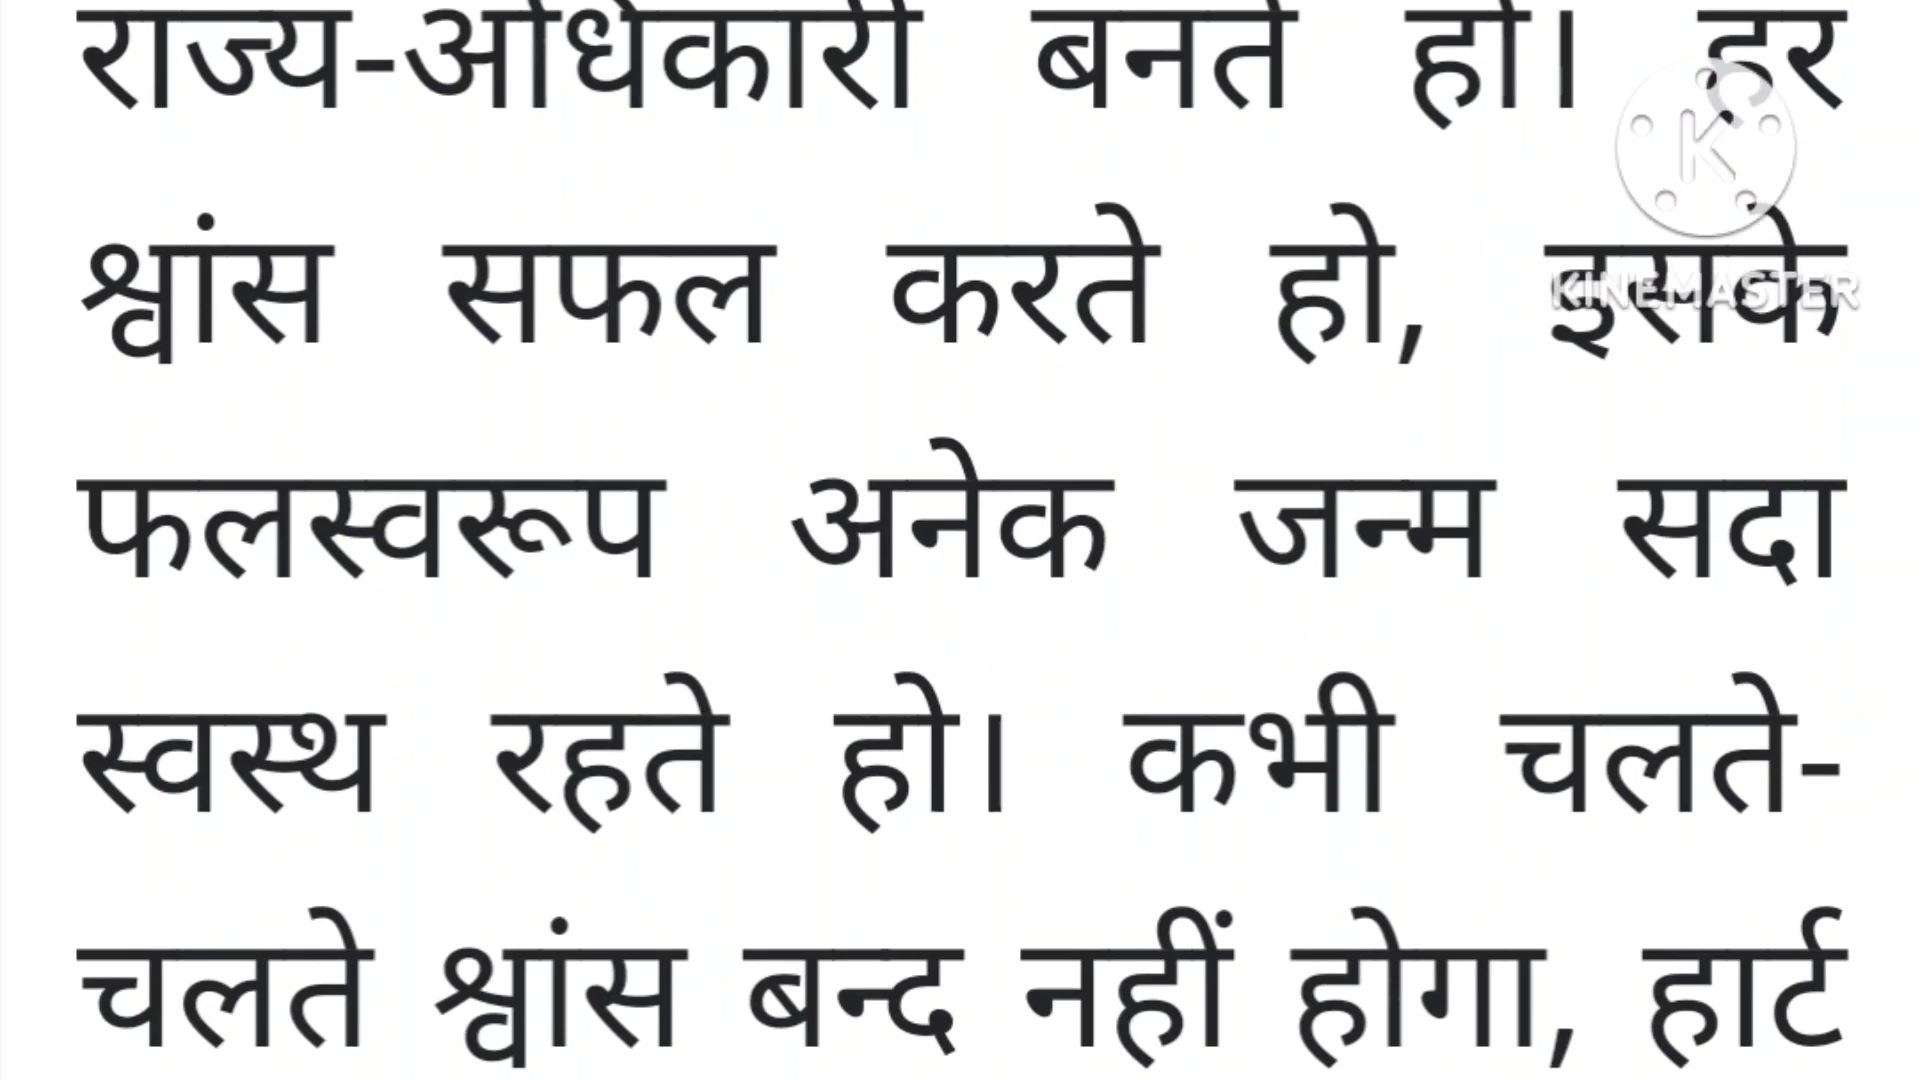 राज्य-अधिकारी बनते हो। हर
श्वांस सफल करते हो, इसके
KINEMASTER
फलस्वरूप अनेक जन्म सदा
स्वस्थ रहते हो। कभी चलते-
चलते श्वांस बन्द नहीं होगा, हार्ट